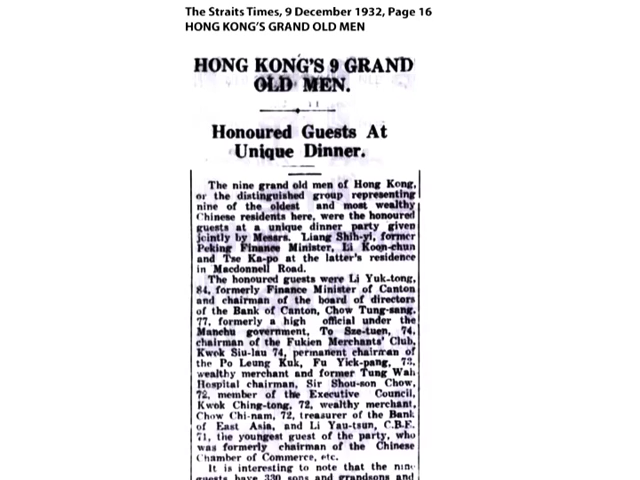 The Straits Times, 9 December 1932, Page 16
HONG KONG'S GRAND OLD MEN
HONG KONG'S 9 GRAND
OLD MEN.
Honoured Guests At
Unique Dinner.
The nine grand old men of Hong Kong,
or the distinguished group representing
nine of the oldest and most wealthy
Chinese residents here, were the honoured
guests at a unique dinner party given
jointly by Messrs. Liang Shih-yi, former
Peking Finance Minister, Li Koon-chun
and Tse Ka-po at the latter's residence
in Macdonnell Road.
The honoured guests were Li Yuk-tong,
84, formerly Finance Minister of Canton
and chairman of the board of directors
of the Bank of Canton, Chow Tung-sang,
77, formerly a high official under the
Manchu government, To Sze-tuen, 74,
chairman of the Fukien Merchants' Club,
Kwok Siu-lau 74, permanent chairman of
the Po Leung Kuk, Fu Yick-pang, 73,
wealthy merchant and former Tung Wah
Hospital chairman, Sir Shou-son Chow,
72, member of the Executive Council,
Kwok Ching-tong, 72, wealthy merchant,
Chow Chi-nam, 72, treasurer of the Bank
of East Asia, and Li Yau-tsun, C.B.E.
71, the youngest guest of the party, who
was formerly chairman of the Chinese
Chamber of Commerce, etc.
It is interesting to note that the nine
guests have 330 sons and grandsons and